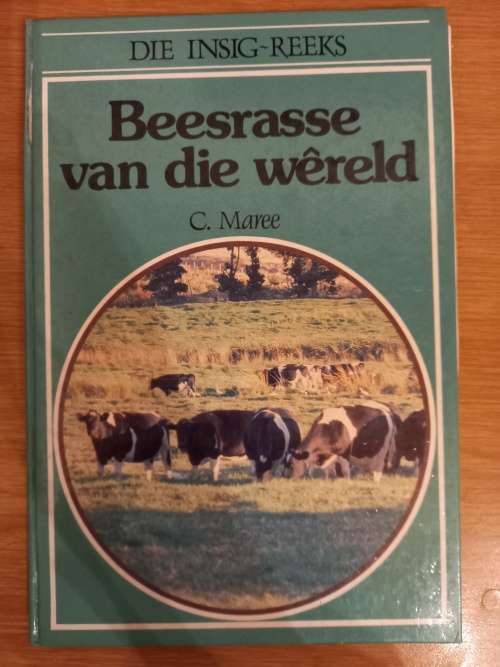 DIE INSIG-REEKS
Beesrasse
van die wêreld
C. Maree